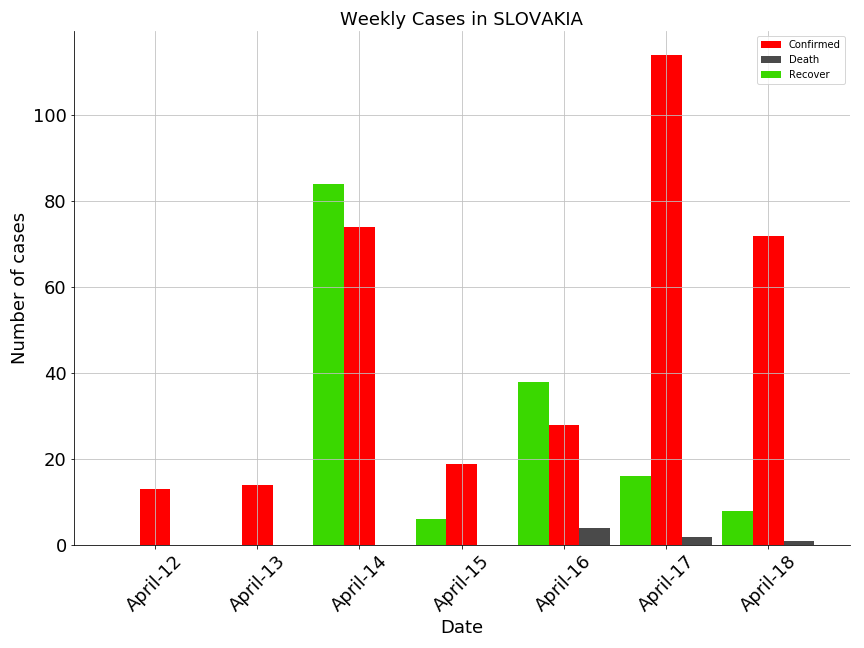 Weekly Cases in SLOVAKIA
Confirmed
Death
Recover
Number of cases
100
80
60
40
20
0
April-12
April-13
April-14
April-15
April-16
April-17
April-18
Date